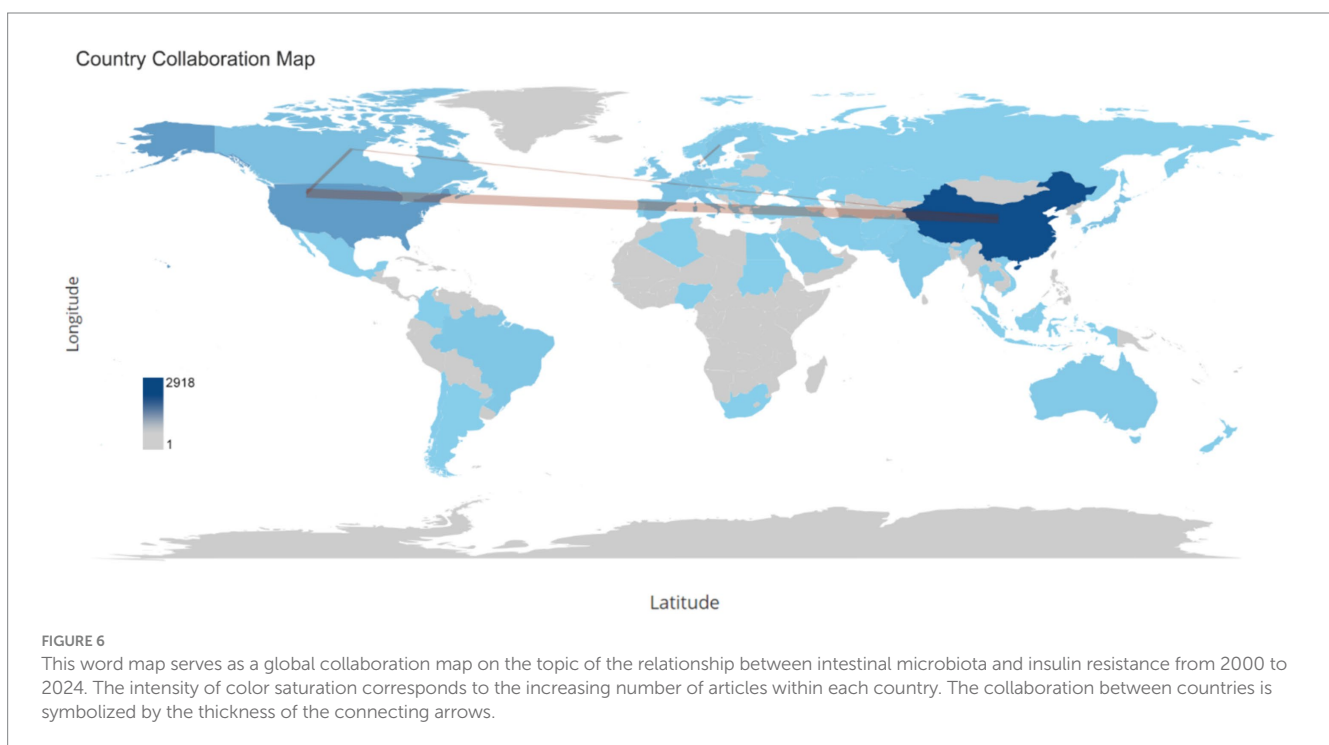 Country Collaboration Map
Longitude
2918
1
Latitude
FIGURE 6
This word map serves as a global collaboration map on the topic of the relationship between intestinal microbiota and insulin resistance from 2000 to
2024. The intensity of color saturation corresponds to the increasing number of articles within each country. The collaboration between countries is
symbolized by the thickness of the connecting arrows.